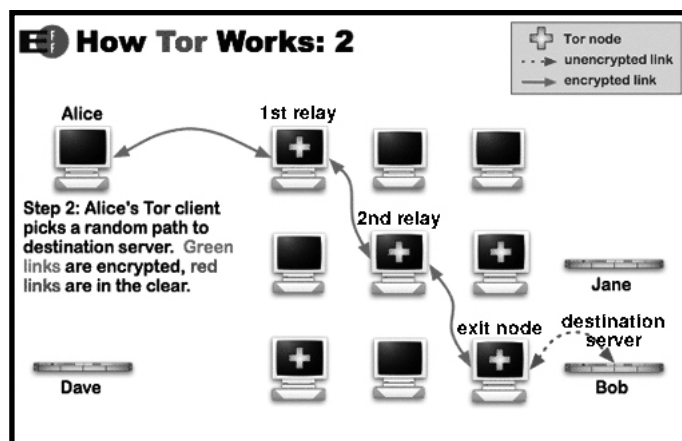 EFF How Tor Works: 2
Tor node
unencrypted link
encrypted link
Alice
1st relay
Step 2: Alice's Tor client
picks a random path to
destination server. Green
links are encrypted, red
links are in the clear.
2nd relay
Jane
exit node
destination
server
Dave
Bob